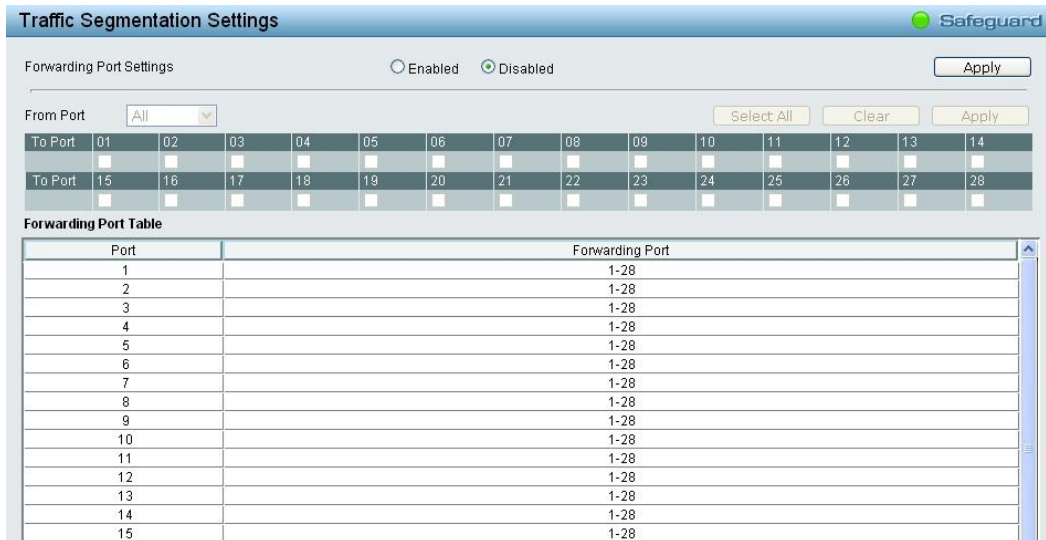 Traffic Segmentation Settings Safeguard
Forwarding Port Settings Enabled Disabled Apply
From Port All Select All Clear Apply
To Port 01 02 03 04 05 06 07 08 09 10 11 12 13 14
To Port 15 16 17 18 19 20 21 22 23 24 25 26 27 28
Forwarding Port Table
Port Forwarding Port
1 1-28
2 1-28
3 1-28
4 1-28
5 1-28
6 1-28
7 1-28
8 1-28
9 1-28
10 1-28
11 1-28
12 1-28
13 1-28
14 1-28
15 1-28